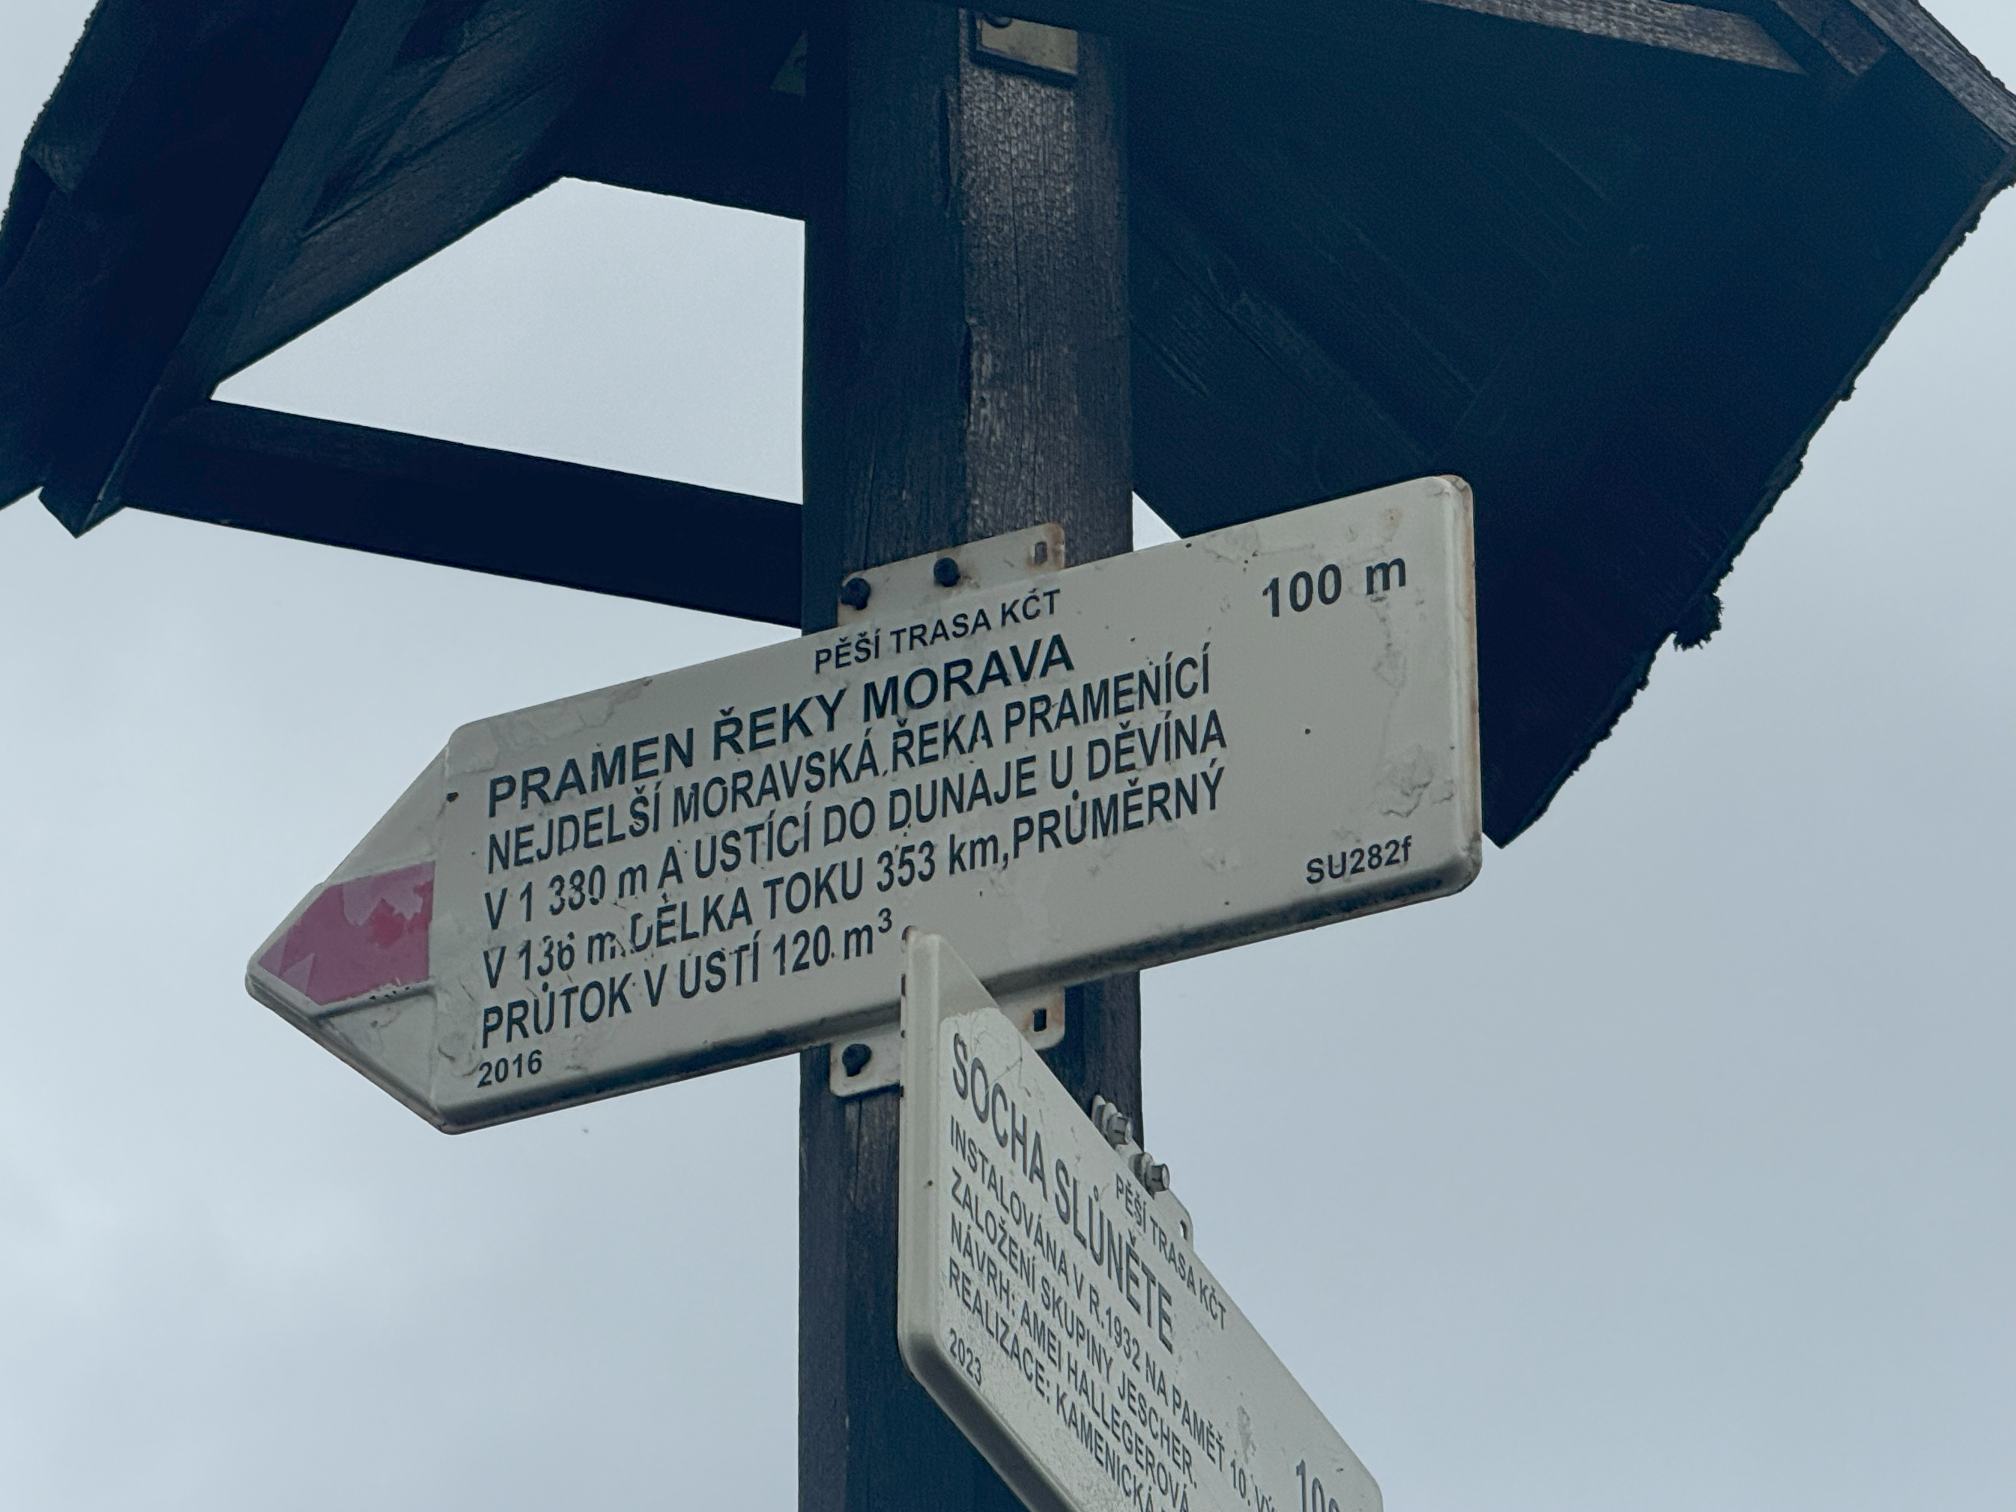 PĚŠÍ TRASA KČT
100 m
PRAMEN ŘEKY MORAVA
NEJDELŠÍ MORAVSKÁ ŘEKA PRAMENÍCÍ
V 1 380 m A USTÍCÍ DO DUNAJE U DĚVÍNA
V 136 m. DÉLKA TOKU 353 km, PRŮMĚRNÝ
PRŮTOK V USTÍ 120 m³
2016
SU282f
PĚŠÍ TRASA KČT
SOCHA SLŮNĚTE
INSTALOVÁNA V R.1932 NA PAMĚŤ 10.
ZALOŽENÍ SKUPINY JESCHER.
NÁVRH: AMEI HALLEGEROVÁ
REALIZACE: KAMENICKÁ
2023